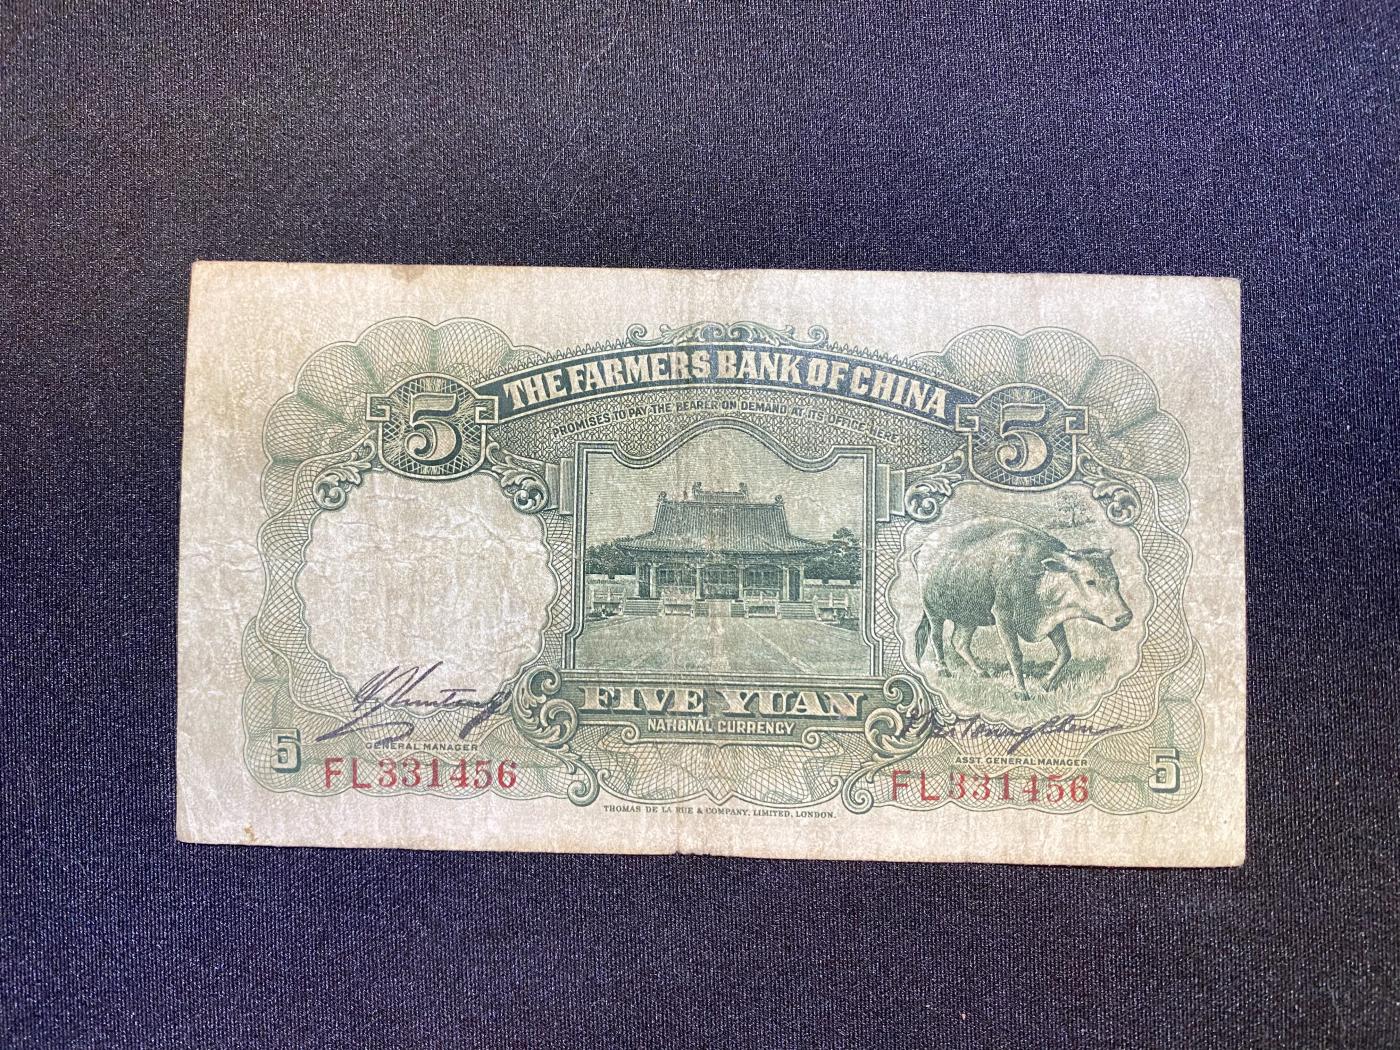 THE FARMERS BANK OF CHINA
PROMISES TO PAY THE BEARER ON DEMAND AT ITS OFFICE HERE
5
5
FIVE YUAN
NATIONAL CURRENCY
GENERAL MANAGER
ASST. GENERAL MANAGER
5
FL331456
FL331456
5
THOMAS DE LA RUE & COMPANY, LIMITED, LONDON.